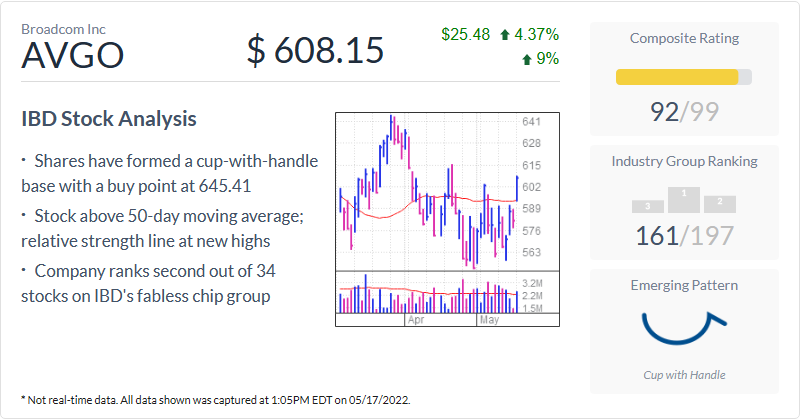 Broadcom Inc
AVGO
$ 608.15
$25.48 4.37%
9%
IBD Stock Analysis
· Shares have formed a cup-with-handle
base with a buy point at 645.41
· Stock above 50-day moving average;
relative strength line at new highs
· Company ranks second out of 34
stocks on IBD's fabless chip group
641
628
615
602
589
576
563
3.2M
2.2M
1.5M
Apr
May
* Not real-time data. All data shown was captured at 1:05PM EDT on 05/17/2022.
Composite Rating
92/99
Industry Group Ranking
3
1
2
161/197
Emerging Pattern
Cup with Handle